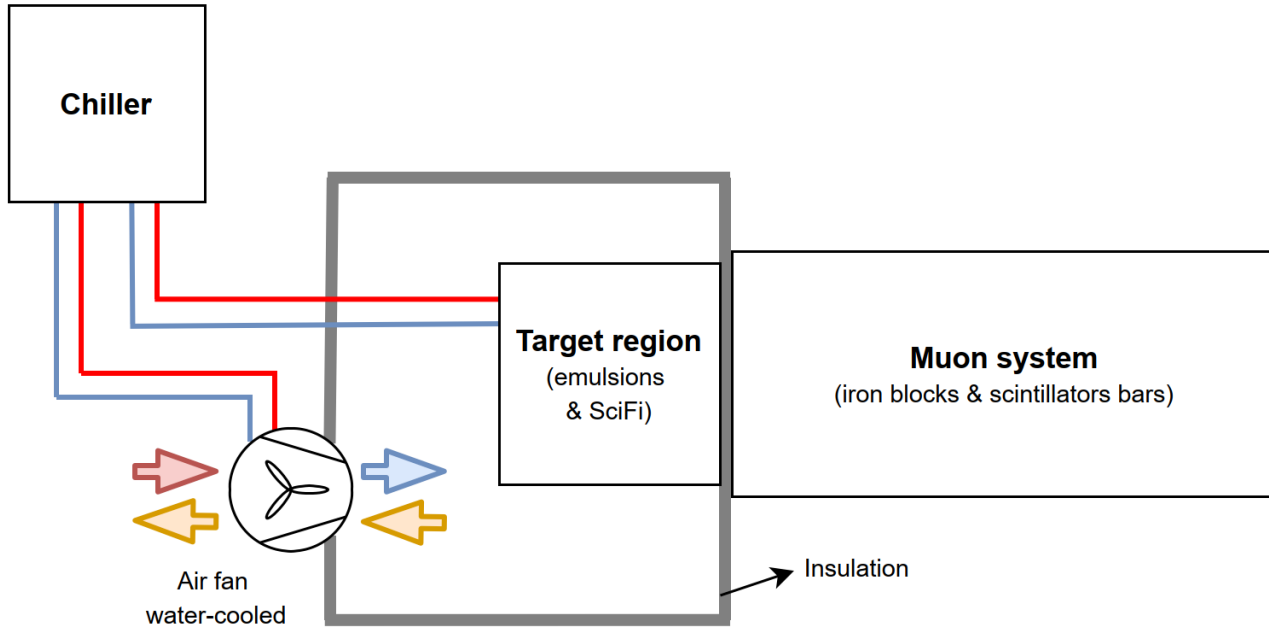 Chiller
Target region
(emulsions
& SciFi)
Muon system
(iron blocks & scintillators bars)
Insulation
Air fan
water-cooled